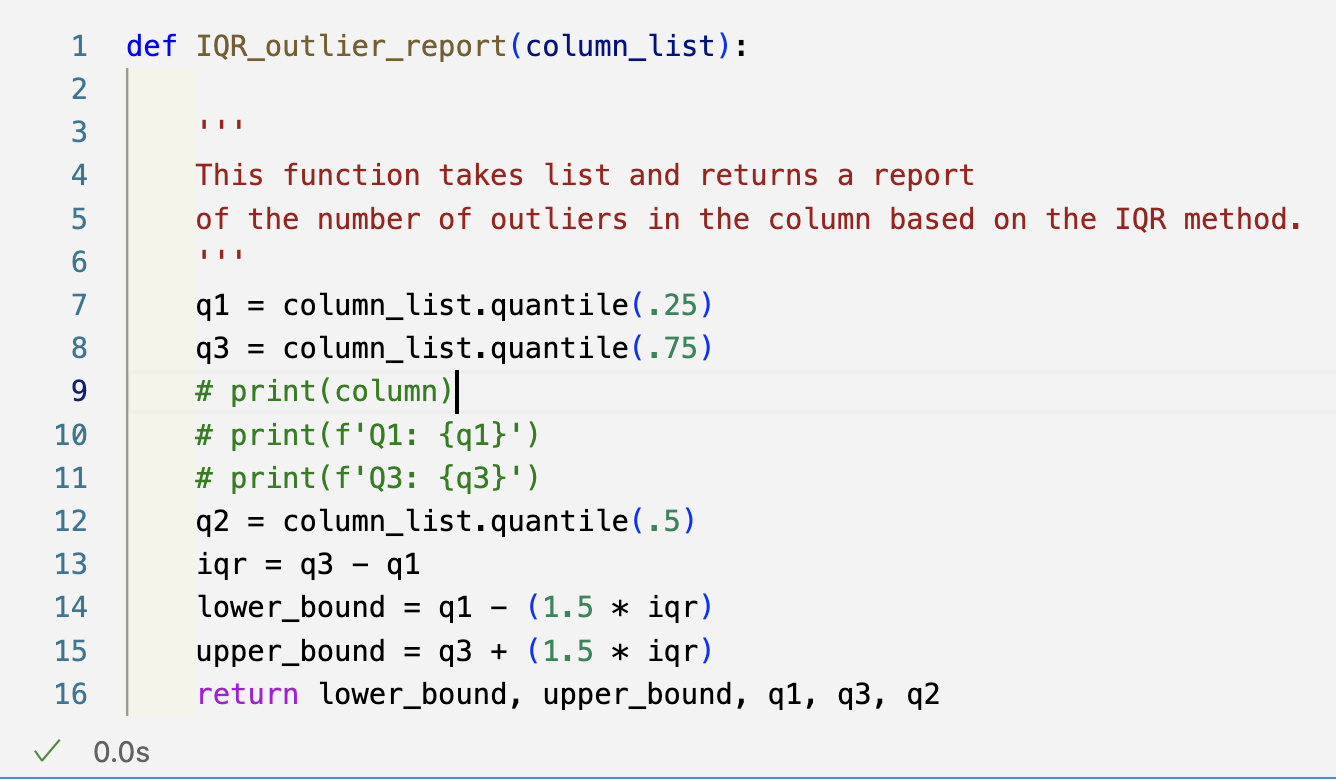 1 def IQR_outlier_report(column_list):
2
3     '''
4     This function takes list and returns a report
5     of the number of outliers in the column based on the IQR method.
6     '''
7     q1 = column_list.quantile(.25)
8     q3 = column_list.quantile(.75)
9     # print(column)
10     # print(f'Q1: {q1}')
11     # print(f'Q3: {q3}')
12     q2 = column_list.quantile(.5)
13     iqr = q3 - q1
14     lower_bound = q1 - (1.5 * iqr)
15     upper_bound = q3 + (1.5 * iqr)
16     return lower_bound, upper_bound, q1, q3, q2
✓ 0.0s